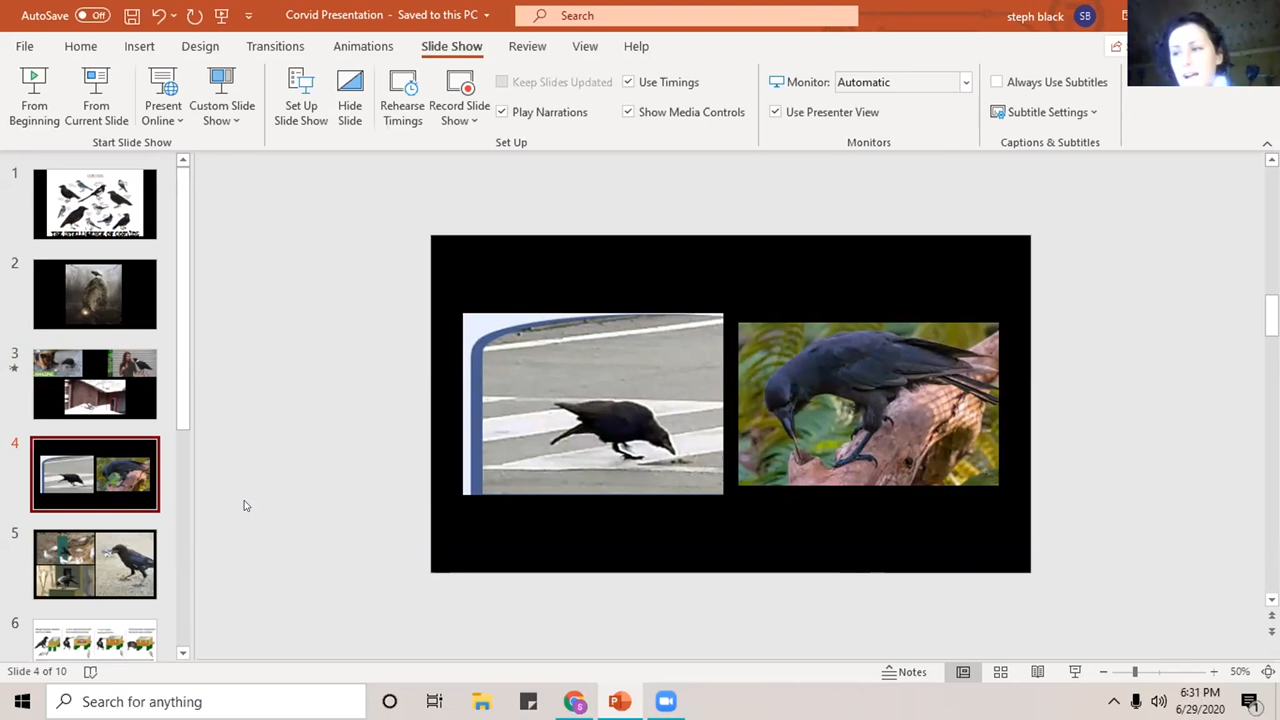 AutoSave Off Corvid Presentation - Saved to this PC Search steph black SB
File Home Insert Design Transitions Animations Slide Show Review View Help
From Beginning
From Current Slide
Present Online
Custom Slide Show
Set Up Slide Show
Hide Slide
Rehearse Timings
Record Slide Show
Keep Slides Updated
Play Narrations
Use Timings
Show Media Controls
Monitor: Automatic
Use Presenter View
Always Use Subtitles
Subtitle Settings
Start Slide Show Set Up Monitors Captions & Subtitles
1
THE INTELLIGENCE OF CORVIDS
2
3
4
5
6
Slide 4 of 10 Notes 50%
Search for anything 6:31 PM
6/29/2020